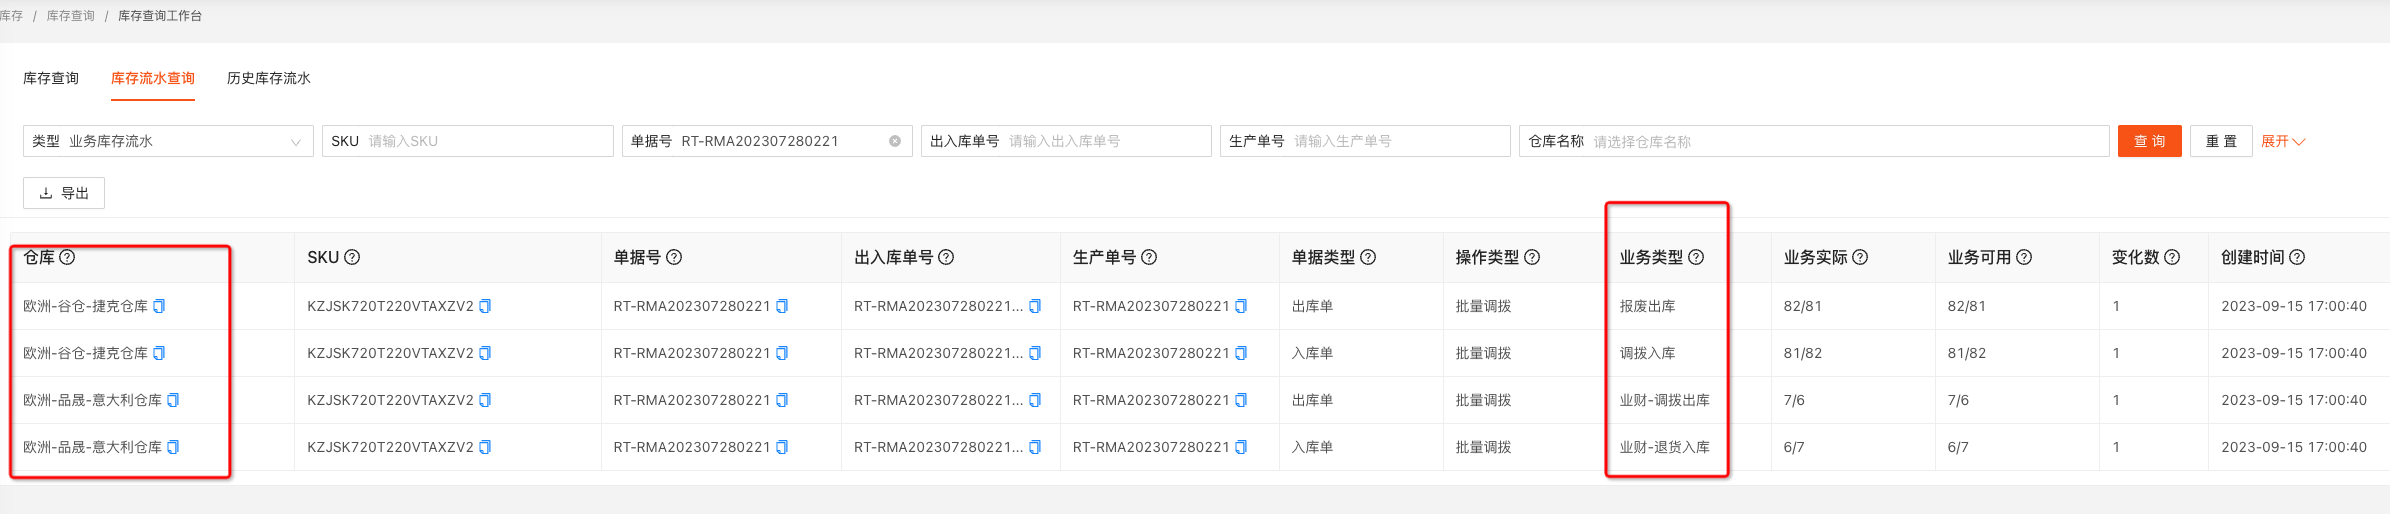 库存 / 库存查询 / 库存查询工作台
库存查询 库存流水查询 历史库存流水
类型 业务库存流水 SKU 请输入SKU 单据号 RT-RMA202307280221 出入库单号 请输入出入库单号 生产单号 请输入生产单号 仓库名称 请选择仓库名称 查 询 重 置 展开
导出
仓库 SKU 单据号 出入库单号 生产单号 单据类型 操作类型 业务类型 业务实际 业务可用 变化数 创建时间
欧洲-谷仓-捷克仓库 KZJSK720T220VTAXZV2 RT-RMA202307280221 RT-RMA202307280221... RT-RMA202307280221 出库单 批量调拨 报废出库 82/81 82/81 1 2023-09-15 17:00:40
欧洲-谷仓-捷克仓库 KZJSK720T220VTAXZV2 RT-RMA202307280221 RT-RMA202307280221... RT-RMA202307280221 入库单 批量调拨 调拨入库 81/82 81/82 1 2023-09-15 17:00:40
欧洲-品晟-意大利仓库 KZJSK720T220VTAXZV2 RT-RMA202307280221 RT-RMA202307280221... RT-RMA202307280221 出库单 批量调拨 业财-调拨出库 7/6 7/6 1 2023-09-15 17:00:40
欧洲-品晟-意大利仓库 KZJSK720T220VTAXZV2 RT-RMA202307280221 RT-RMA202307280221... RT-RMA202307280221 入库单 批量调拨 业财-退货入库 6/7 6/7 1 2023-09-15 17:00:40